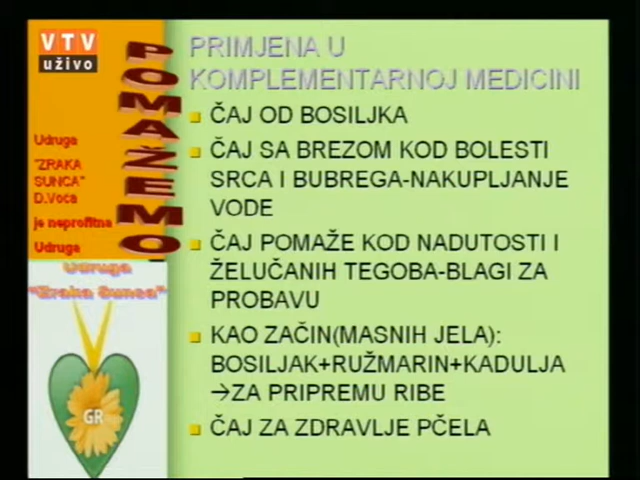 VTV
uživo
POMAŽEMO
Udruga
"ZRAKA
SUNCA"
D.Voća
je neprofitna
Udruga
Udruga
"Zraka Sunca"
GR
PRIMJENA U
KOMPLEMENTARNOJ MEDICINI
ČAJ OD BOSILJKA
ČAJ SA BREZOM KOD BOLESTI
SRCA I BUBREGA-NAKUPLJANJE
VODE
ČAJ POMAŽE KOD NADUTOSTI I
ŽELUČANIH TEGOBA-BLAGI ZA
PROBAVU
KAO ZAČIN(MASNIH JELA):
BOSILJAK+RUŽMARIN+KADULJA
→ZA PRIPREMU RIBE
ČAJ ZA ZDRAVLJE PČELA